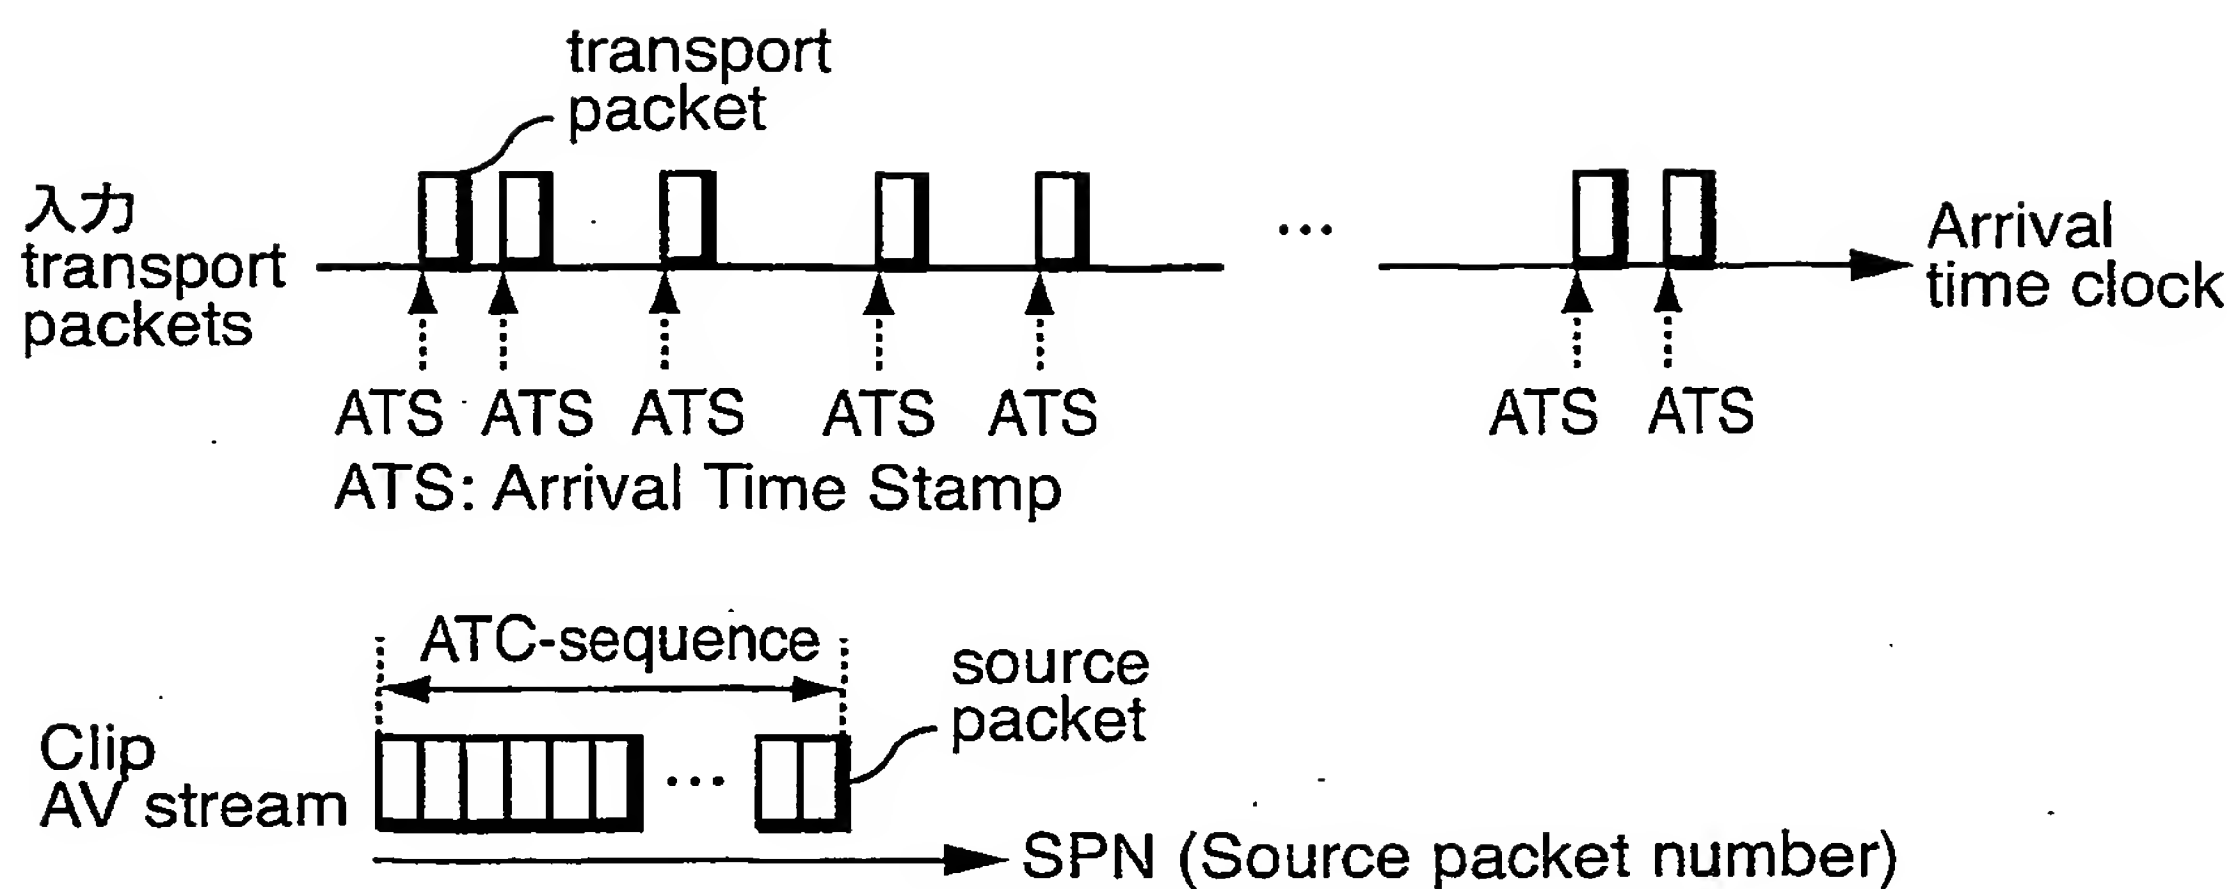 transport
packet
入力
transport
packets
...
Arrival
time clock
ATS ATS ATS ATS ATS ATS ATS
ATS: Arrival Time Stamp
ATC-sequence
source
packet
Clip
AV stream
...
SPN (Source packet number)